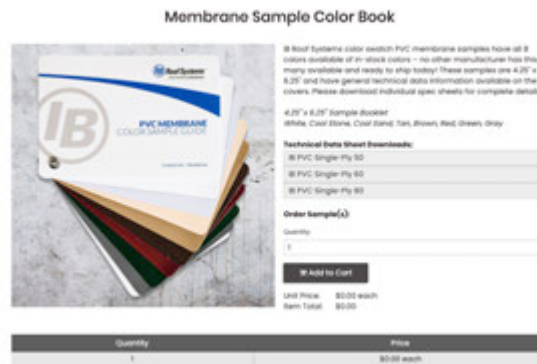 Membrane Sample Color Book
IB Roof Systems
IB
PVC MEMBRANE
COLOR SAMPLE GUIDE
IB Roof Systems color swatch PVC membrane samples have all 8
colors available of in-stock colors – no other manufacturer has this
many available and ready to ship today! These samples are 4.25" x
6.25" and have general technical data information available on the
covers. Please download individual spec sheets for complete details
4.25" x 6.25" Sample Booklet
White, Cool Stone, Cool Sand, Tan, Brown, Red, Green, Gray
Technical Data Sheet Downloads:
IB PVC Single-Ply 50
IB PVC Single-Ply 60
IB PVC Single-Ply 80
Order Sample(s):
Quantity
1
Add to Cart
Unit Price: $0.00 each
Item Total: $0.00
Quantity Price
1 $0.00 each